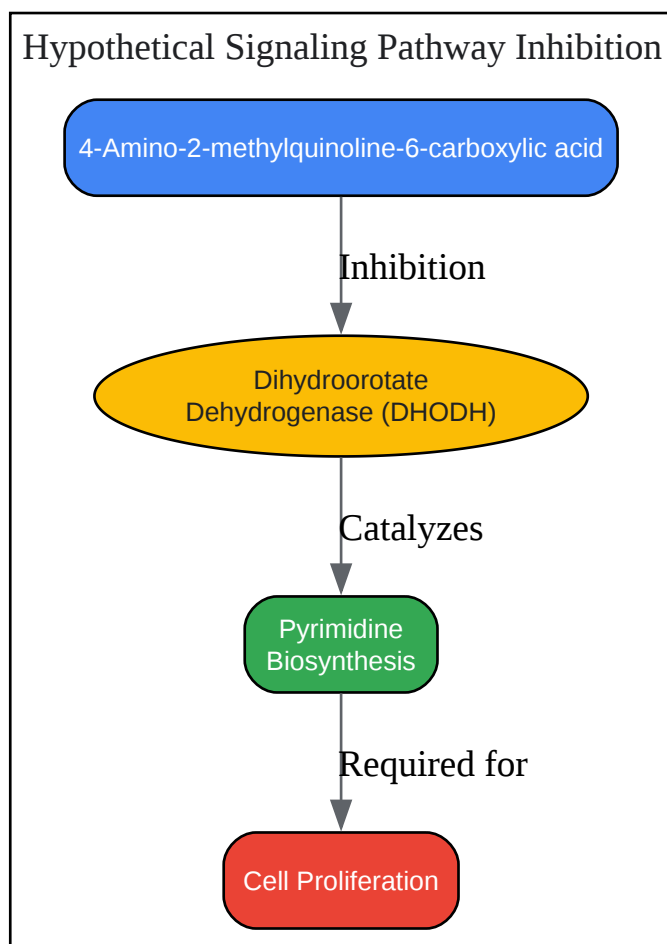 Hypothetical Signaling Pathway Inhibition
4-Amino-2-methylquinoline-6-carboxylic acid
Inhibition
Dihydroorotate
Dehydrogenase (DHODH)
Catalyzes
Pyrimidine
Biosynthesis
Required for
Cell Proliferation